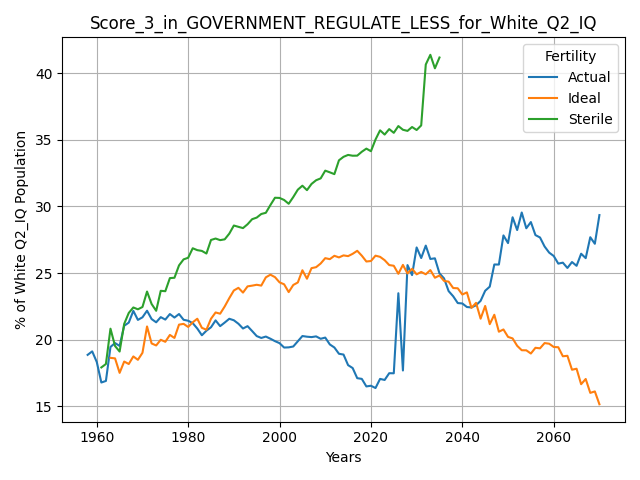 Score_3_in_GOVERNMENT_REGULATE_LESS_for_White_Q2_IQ
% of White Q2_IQ Population
40
35
30
25
20
15
Fertility
Actual
Ideal
Sterile
1960 1980 2000 2020 2040 2060
Years